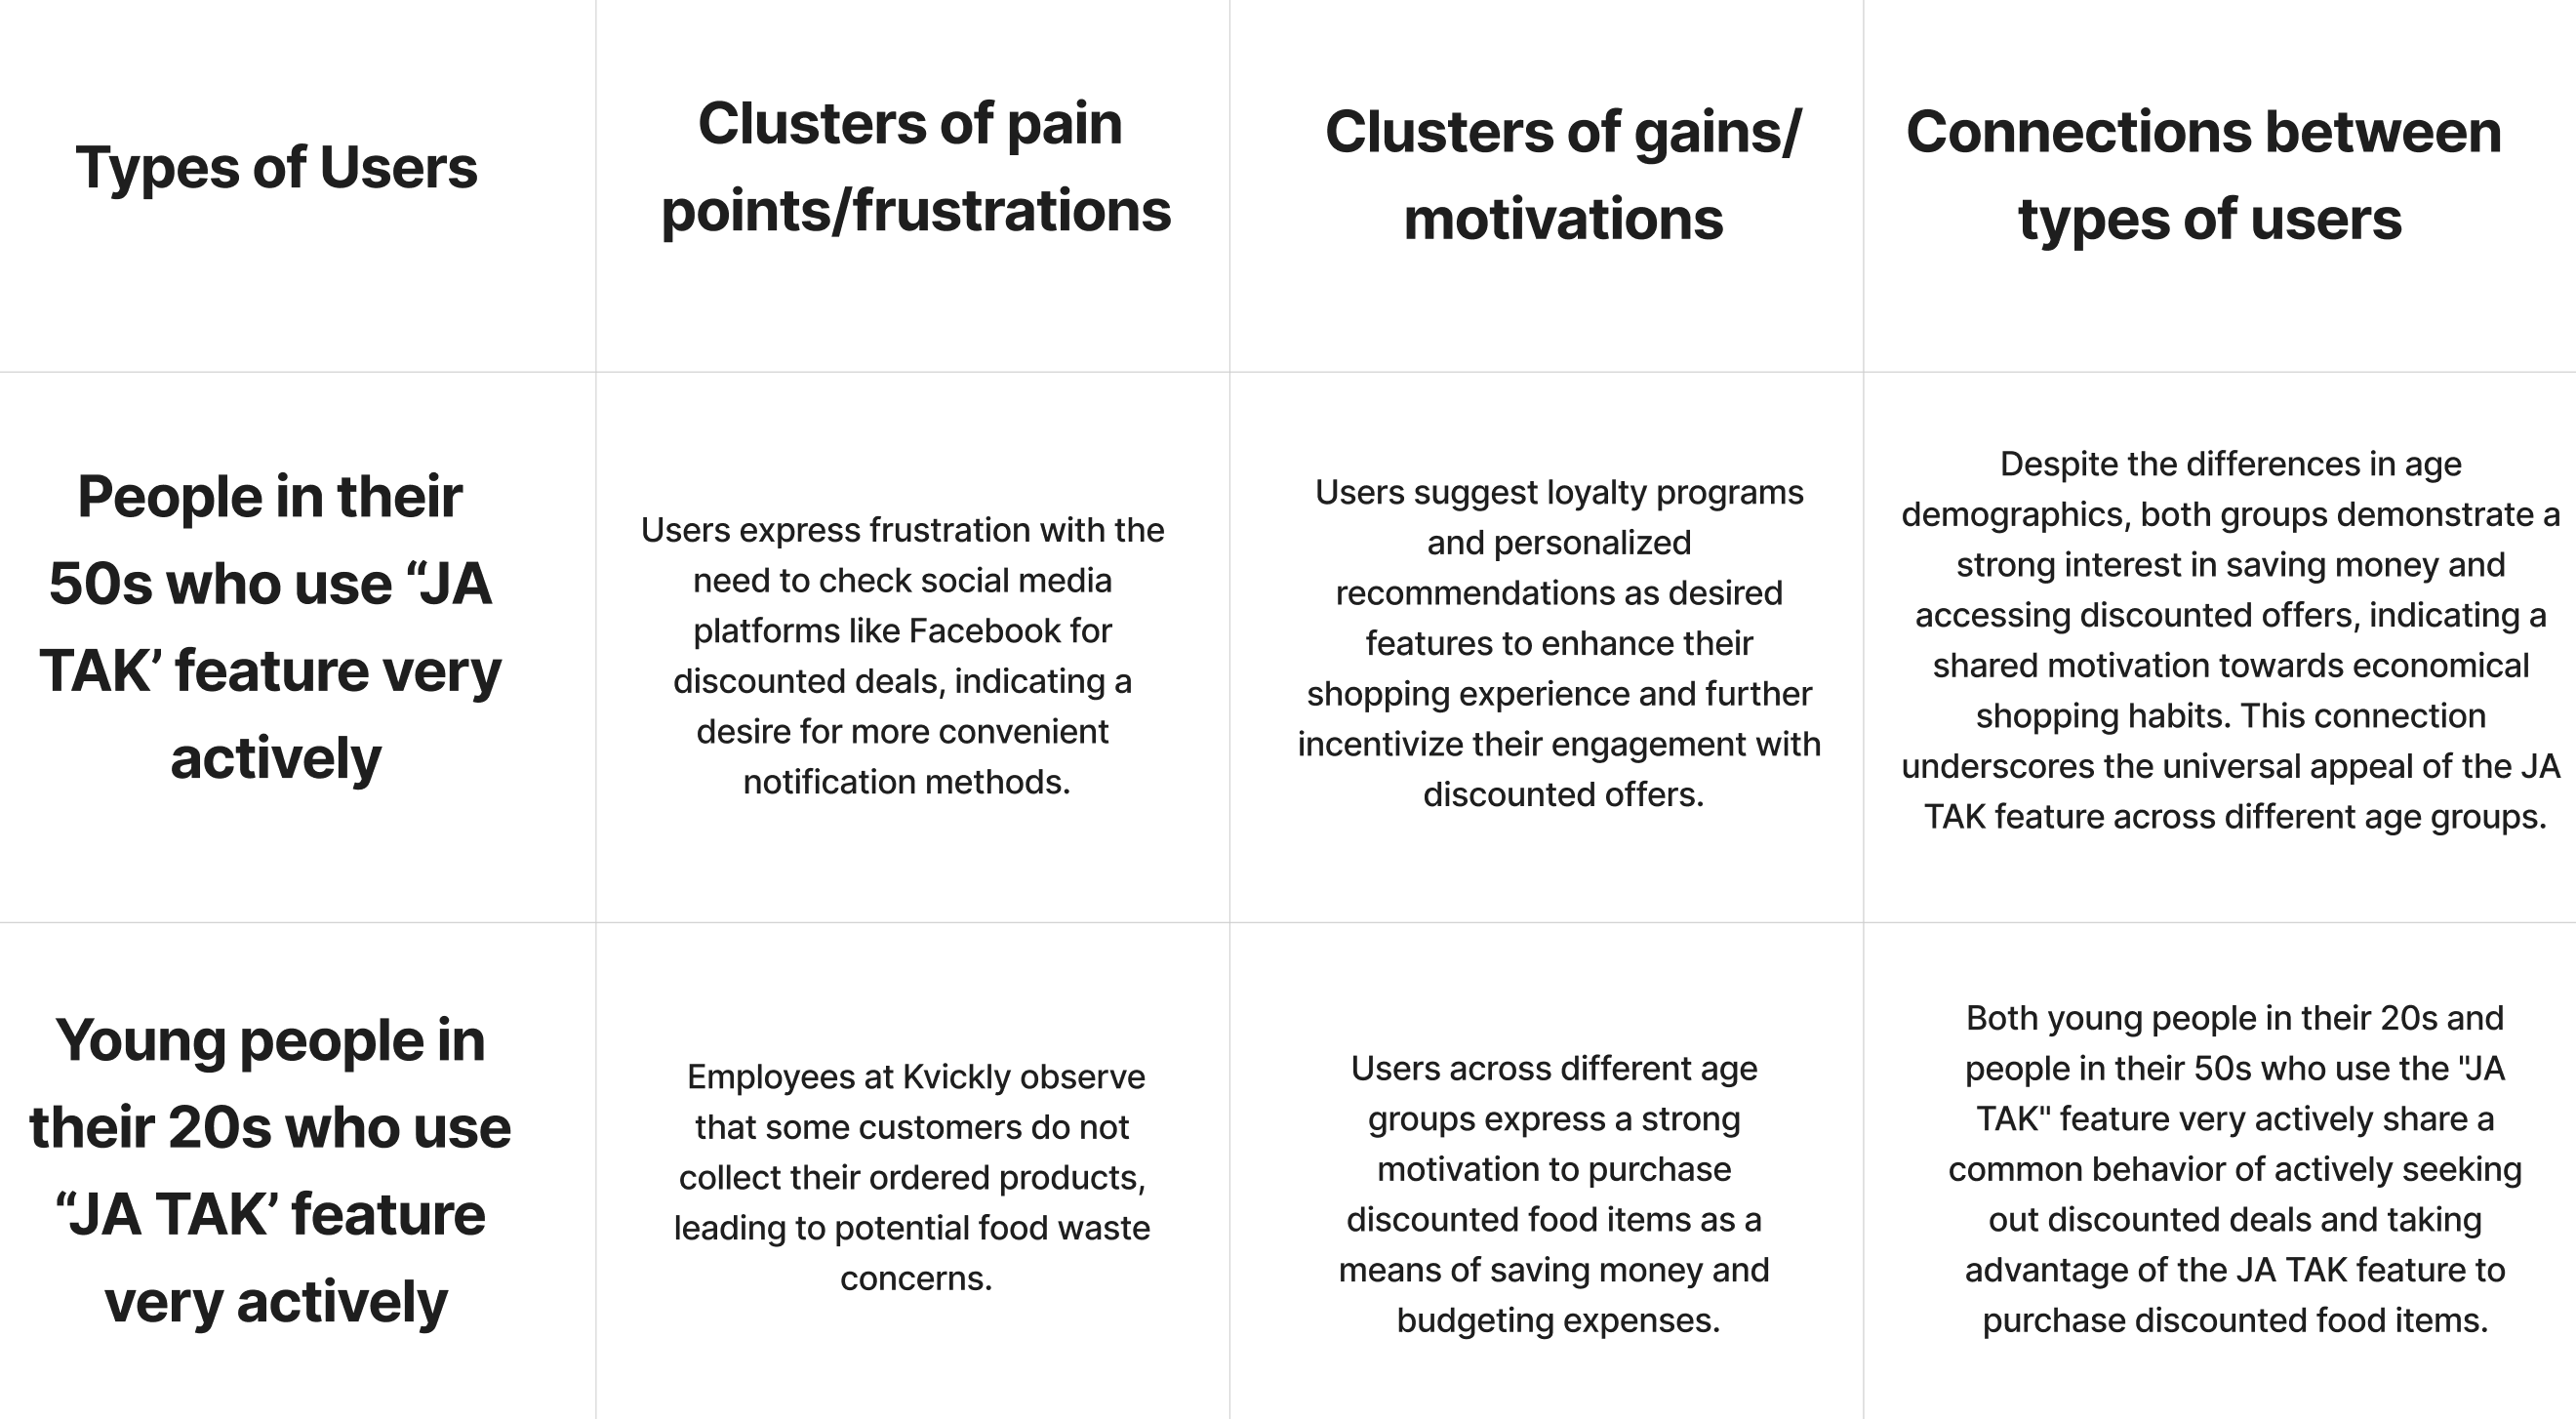 Types of Users
Clusters of pain
points/frustrations
Clusters of gains/
motivations
Connections between
types of users
People in their
50s who use “JA
TAK’ feature very
actively
Users express frustration with the
need to check social media
platforms like Facebook for
discounted deals, indicating a
desire for more convenient
notification methods.
Users suggest loyalty programs
and personalized
recommendations as desired
features to enhance their
shopping experience and further
incentivize their engagement with
discounted offers.
Despite the differences in age
demographics, both groups demonstrate a
strong interest in saving money and
accessing discounted offers, indicating a
shared motivation towards economical
shopping habits. This connection
underscores the universal appeal of the JA
TAK feature across different age groups.
Young people in
their 20s who use
“JA TAK’ feature
very actively
Employees at Kvickly observe
that some customers do not
collect their ordered products,
leading to potential food waste
concerns.
Users across different age
groups express a strong
motivation to purchase
discounted food items as a
means of saving money and
budgeting expenses.
Both young people in their 20s and
people in their 50s who use the "JA
TAK" feature very actively share a
common behavior of actively seeking
out discounted deals and taking
advantage of the JA TAK feature to
purchase discounted food items.